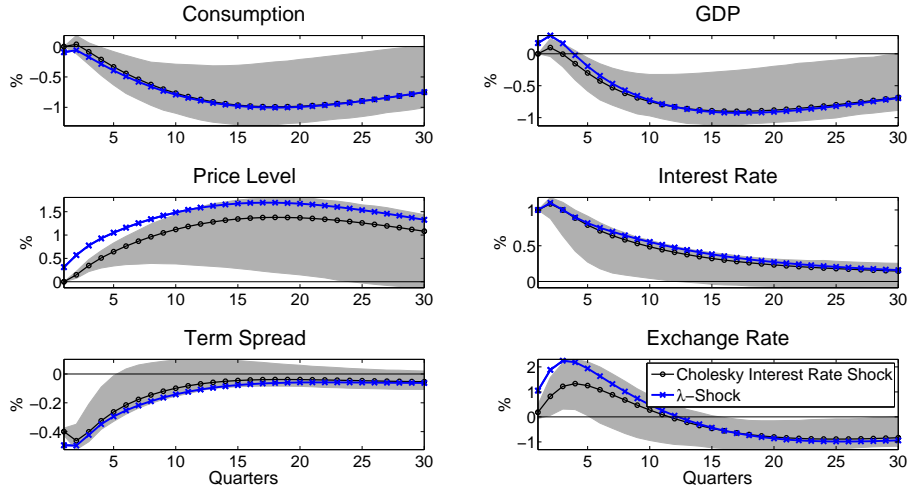 Consumption
0
−0.5
−1
%
5 10 15 20 25 30
GDP
0
−0.5
−1
%
5 10 15 20 25 30
Price Level
1.5
1
0.5
0
%
5 10 15 20 25 30
Interest Rate
1
0.5
0
%
5 10 15 20 25 30
Term Spread
0
−0.2
−0.4
%
5 10 15 20 25 30
Quarters
Exchange Rate
2
1
0
−1
%
Cholesky Interest Rate Shock
λ−Shock
5 10 15 20 25 30
Quarters